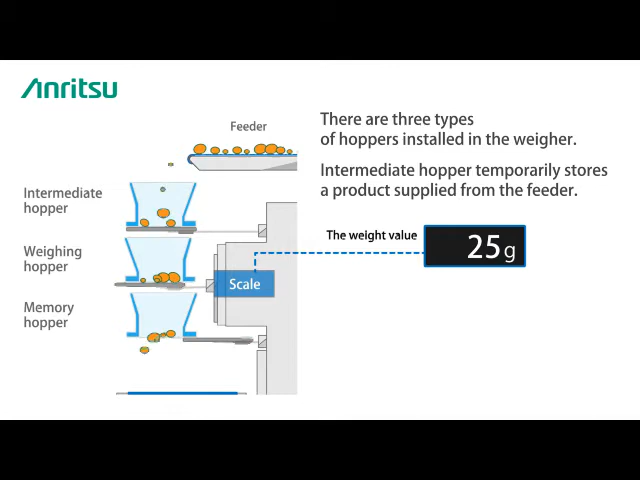 Anritsu
Feeder
There are three types
of hoppers installed in the weigher.
Intermediate hopper temporarily stores
a product supplied from the feeder.
Intermediate
hopper
The weight value
25g
Weighing
hopper
Scale
Memory
hopper